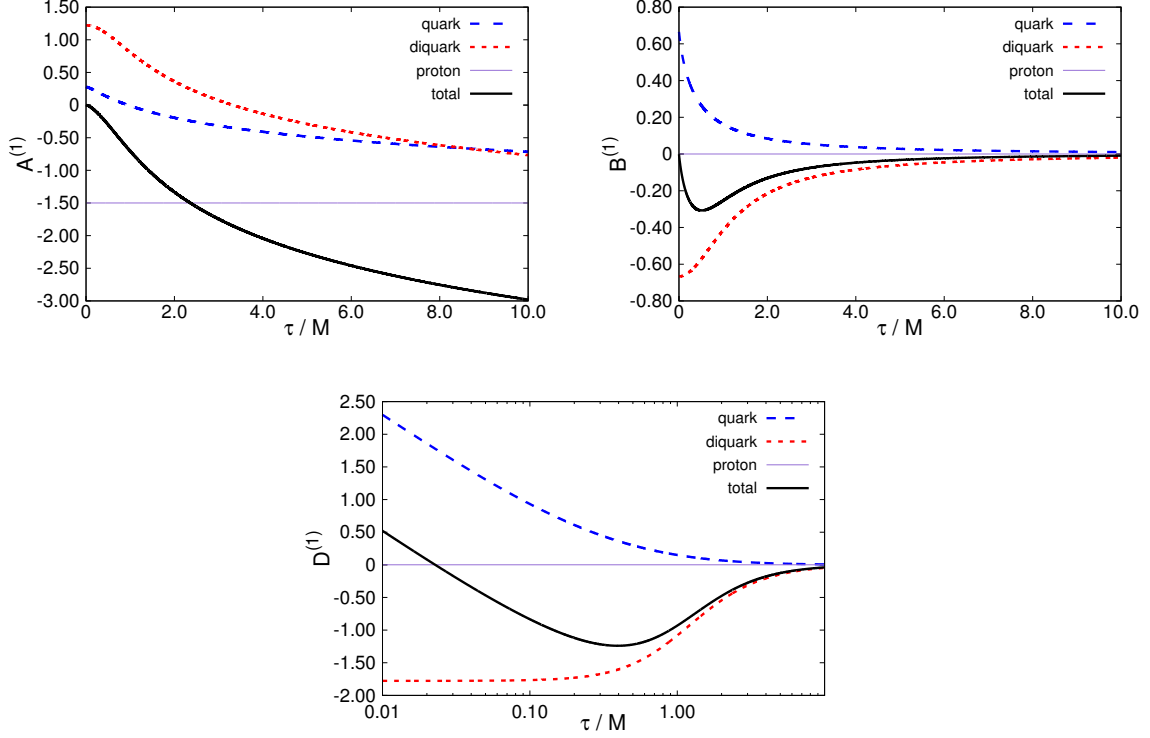 1.50
1.00
0.50
0
-0.50
-1.00
-1.50
-2.00
-2.50
-3.00
A(1)
0
2.0
4.0
6.0
8.0
10.0
τ / M
quark
diquark
proton
total
0.80
0.60
0.40
0.20
0
-0.20
-0.40
-0.60
-0.80
B(1)
0
2.0
4.0
6.0
8.0
10.0
τ / M
quark
diquark
proton
total
2.50
2.00
1.50
1.00
0.50
0
-0.50
-1.00
-1.50
-2.00
D(1)
0.01
0.10
1.00
τ / M
quark
diquark
proton
total